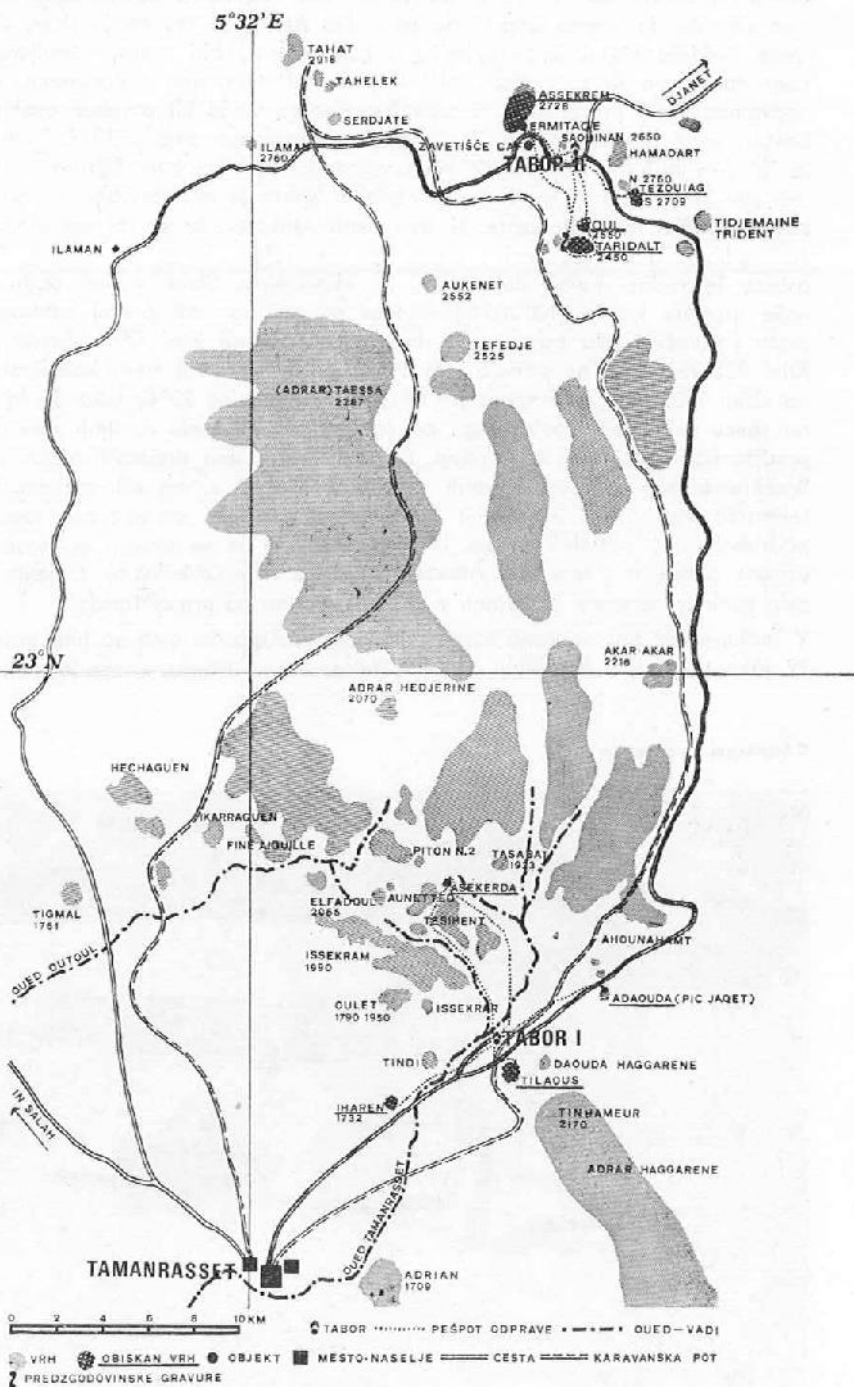 5°32'E
TAHAT
2918
TAHELEK
SERDJATE
ILAMAN
2760
ASSEKREM
2728
ERMITAGE
ZAVETIŠČE CAF
SAOUINAN 2650
TABOR II
DJANET
HAMADART
N 2760
TEZOUIAG
S 2709
TIDJEMAINE
TRIDENT
OUL
2550
TARIDALT
2450
ILAMAN
AUKENET
2552
TEFEDJE
2525
(ADRAR) TAESSA
2287
23°N
AKAR-AKAR
2216
ADRAR HEDJERINE
2070
HECHAGUEN
IKARRAGUEN
FINE AIGUILLE
PITON N.2
TASABAI
1923
ASEKERDA
ELFADOUL
2065
AUNETTED
TESIMENT
TIGMAL
1761
OUED OUTOUL
ISSEKRAM
1990
AHOUNAHAMT
OULET
1790 1950
ISSEKRAR
ADAOUDA (PIC JAQET)
TABOR I
TINDI
DAOUDA HAGGARENE
TILAOUS
IHAREN
1732
TINHAMEUR
2170
ADRAR HAGGARENE
IN SALAH
OUED TAMANRASSET
TAMANRASSET
ADRIAN
1709
0 2 4 6 8 10 KM
TABOR PEŠPOT ODPRAVE OUED-VADI
VRH OBISKAN VRH OBJEKT MESTO-NASELJE CESTA KARAVANSKA POT
PREDZGODOVINSKE GRAVURE